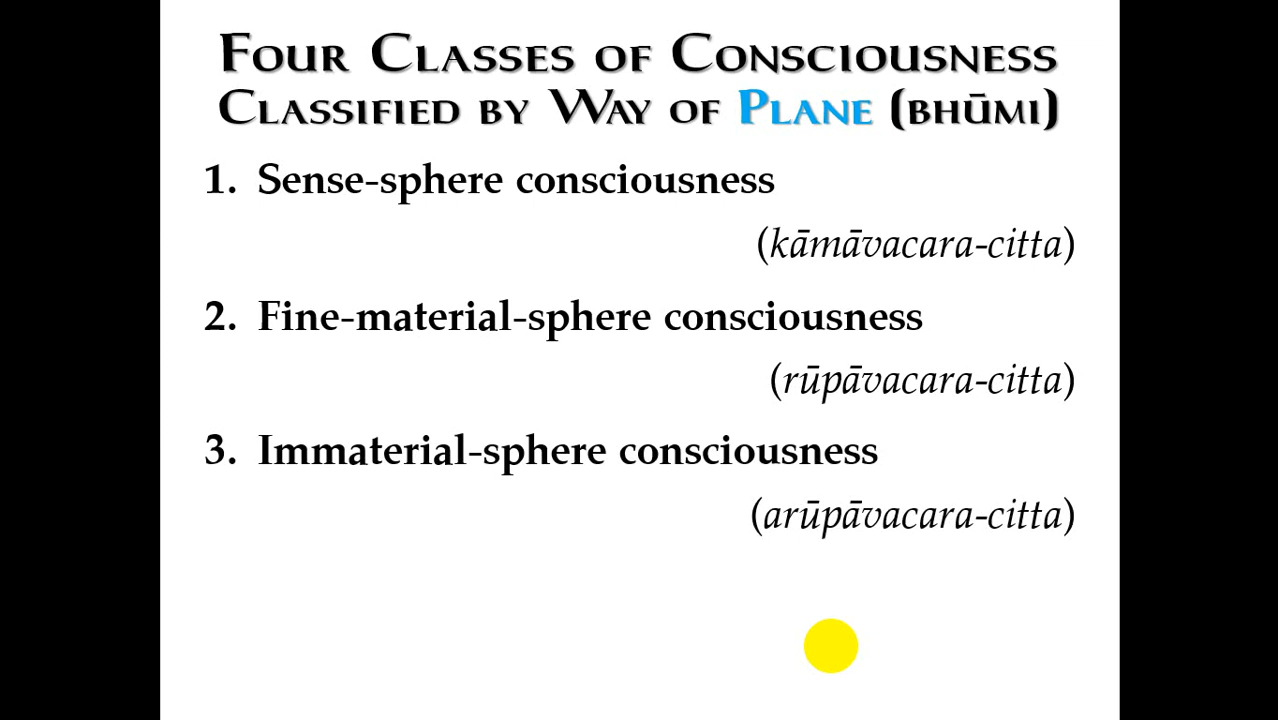 Four Classes of Consciousness
Classified by Way of Plane (bhūmi)
1. Sense-sphere consciousness
(kāmāvacara-citta)
2. Fine-material-sphere consciousness
(rūpāvacara-citta)
3. Immaterial-sphere consciousness
(arūpāvacara-citta)